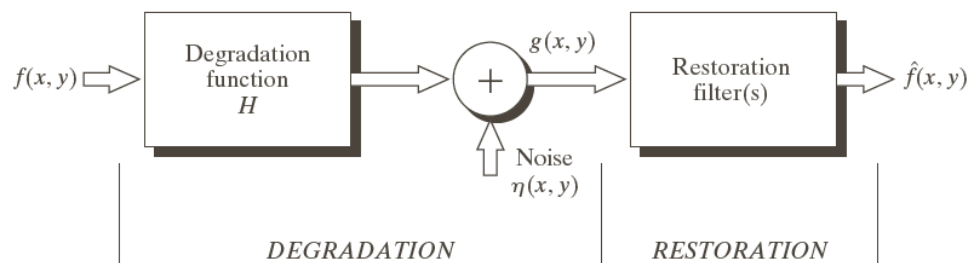 f(x, y)
Degradation
function
H
+
g(x, y)
Noise
η(x, y)
Restoration
filter(s)
f̂(x, y)
DEGRADATION
RESTORATION